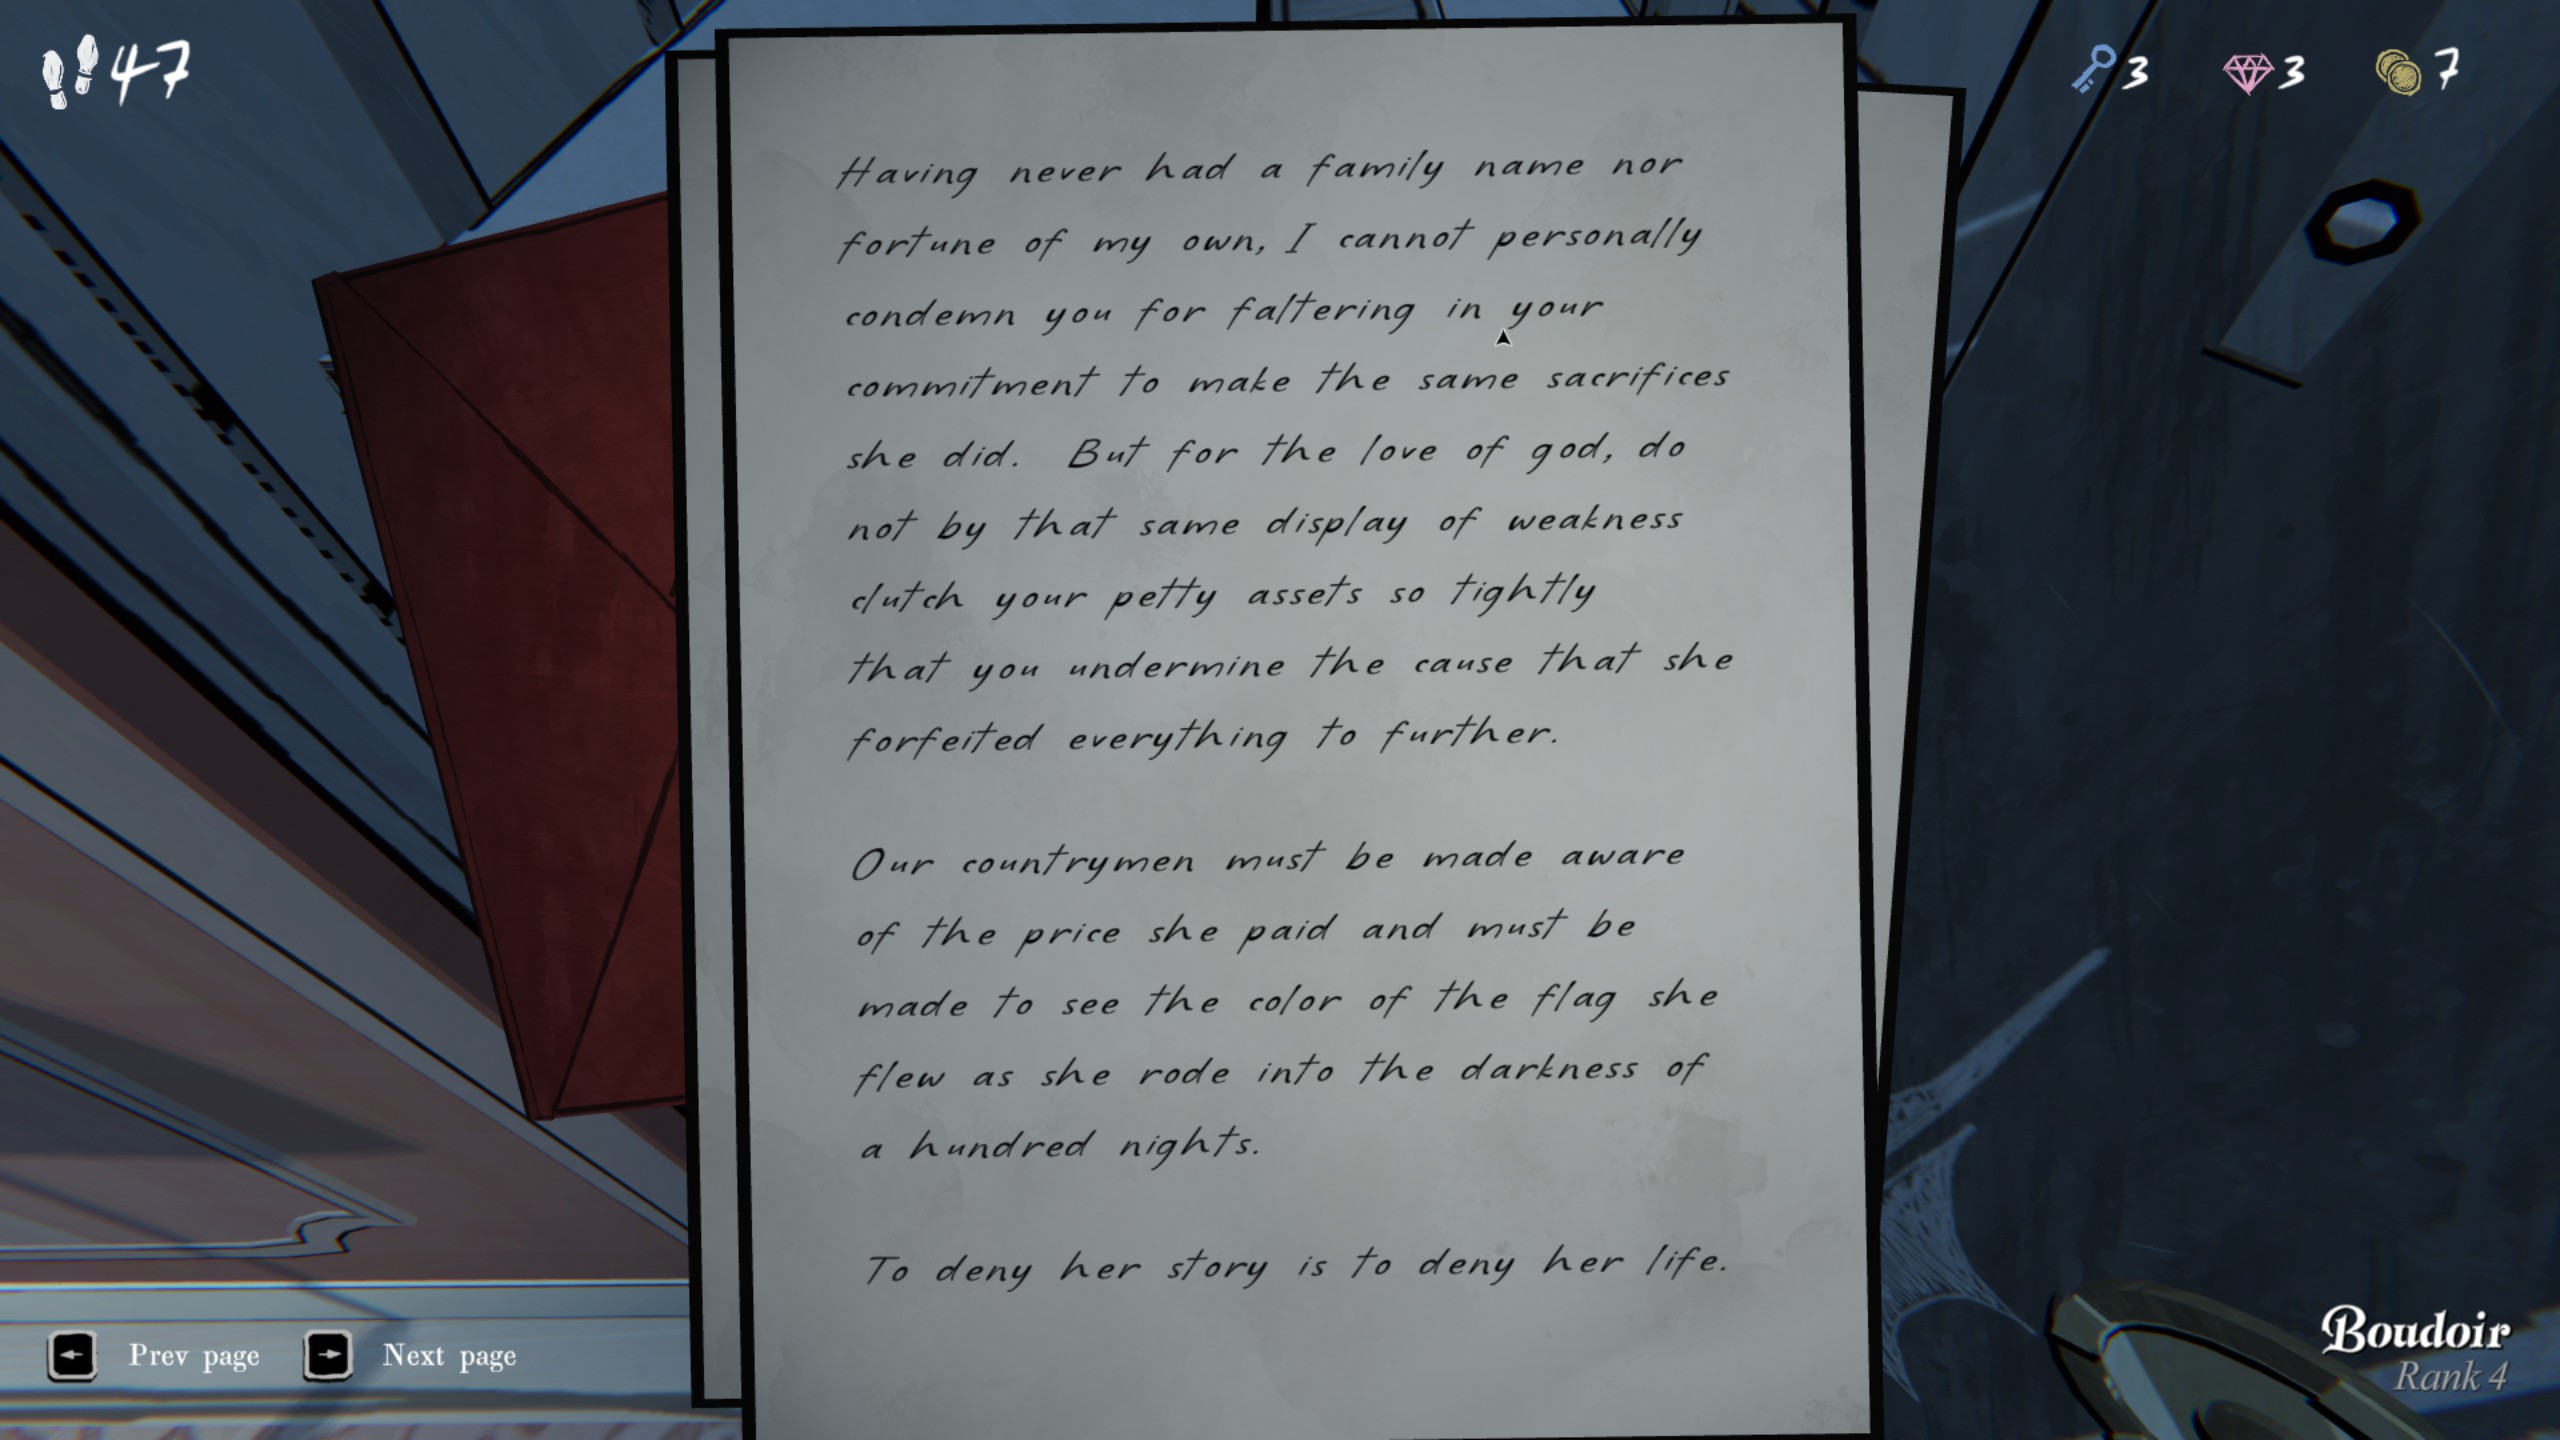 47
3
3
7
Having never had a family name nor
fortune of my own, I cannot personally
condemn you for faltering in your
commitment to make the same sacrifices
she did. But for the love of god, do
not by that same display of weakness
clutch your petty assets so tightly
that you undermine the cause that she
forfeited everything to further.
Our countrymen must be made aware
of the price she paid and must be
made to see the color of the flag she
flew as she rode into the darkness of
a hundred nights.
To deny her story is to deny her life.
Prev page
Next page
Boudoir
Rank 4